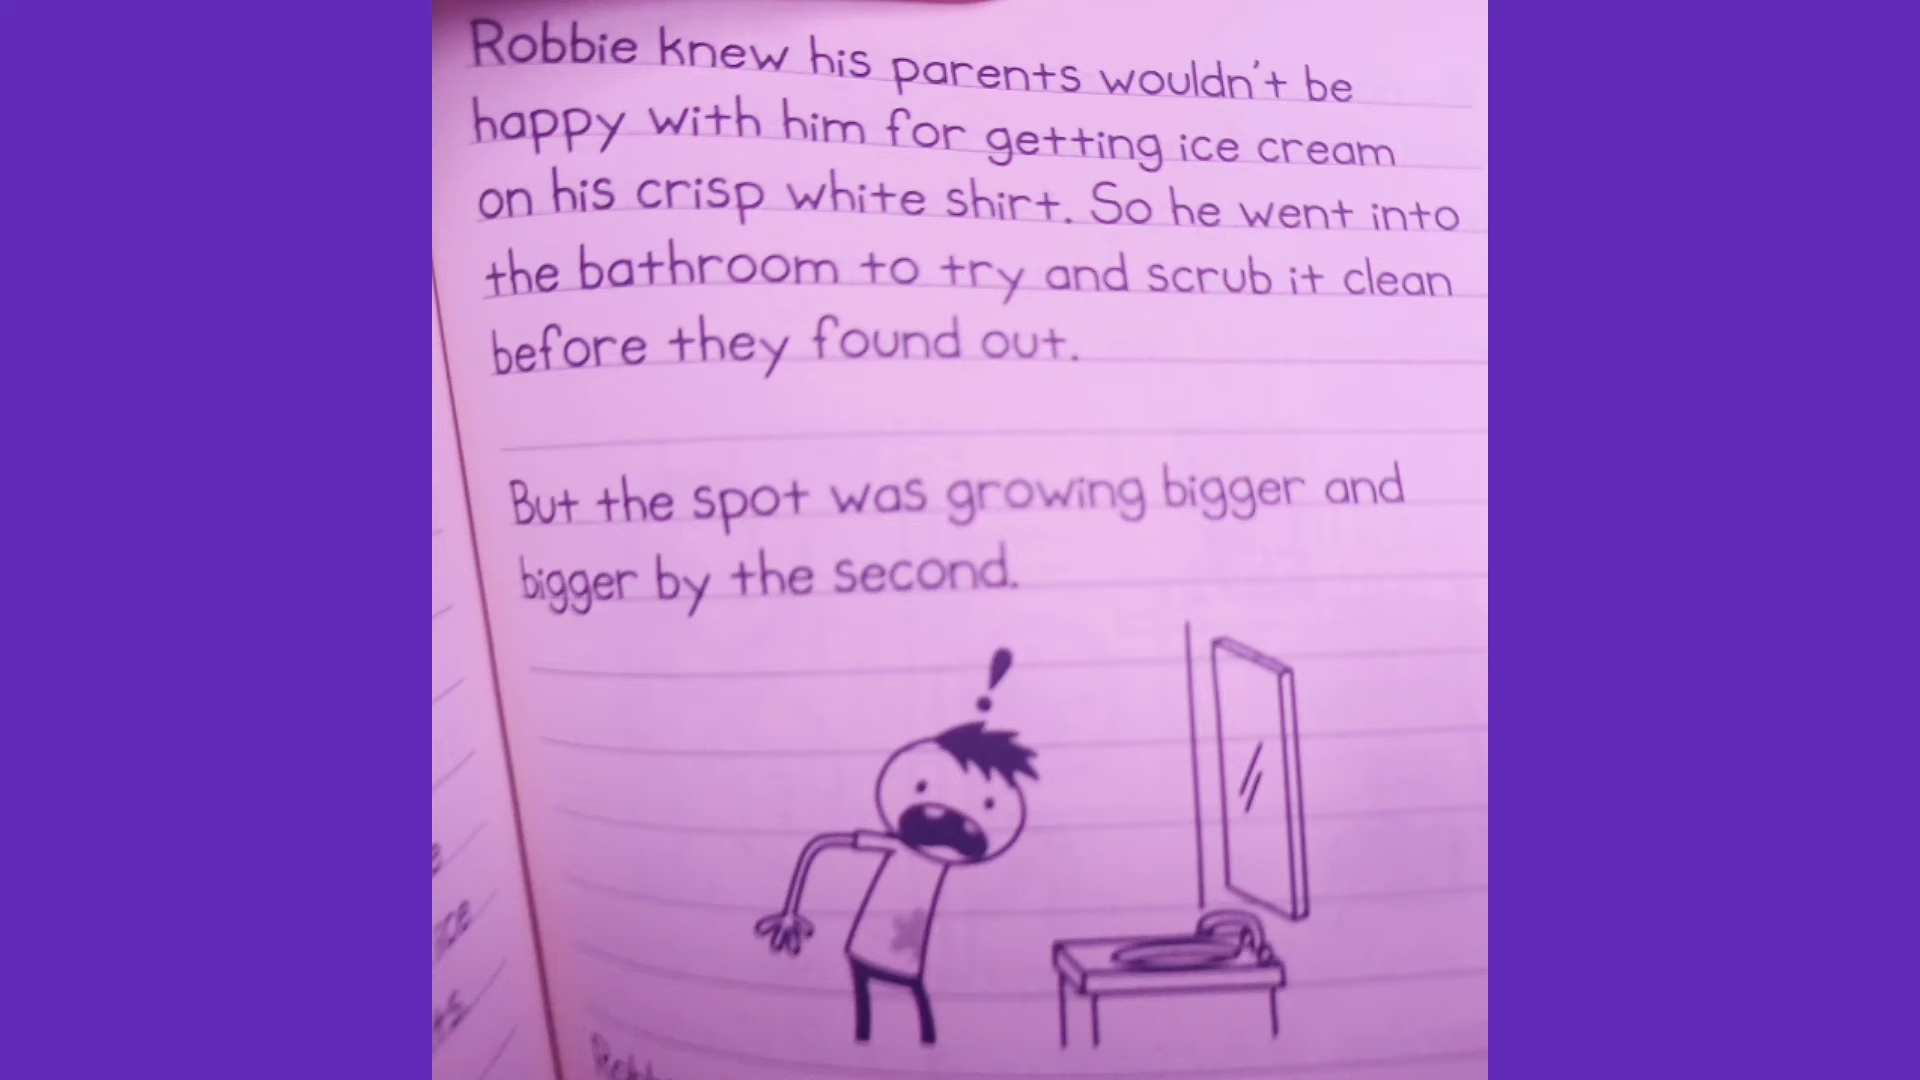 Robbie knew his parents wouldn't be
happy with him for getting ice cream
on his crisp white shirt. So he went into
the bathroom to try and scrub it clean
before they found out.
But the spot was growing bigger and
bigger by the second.
!